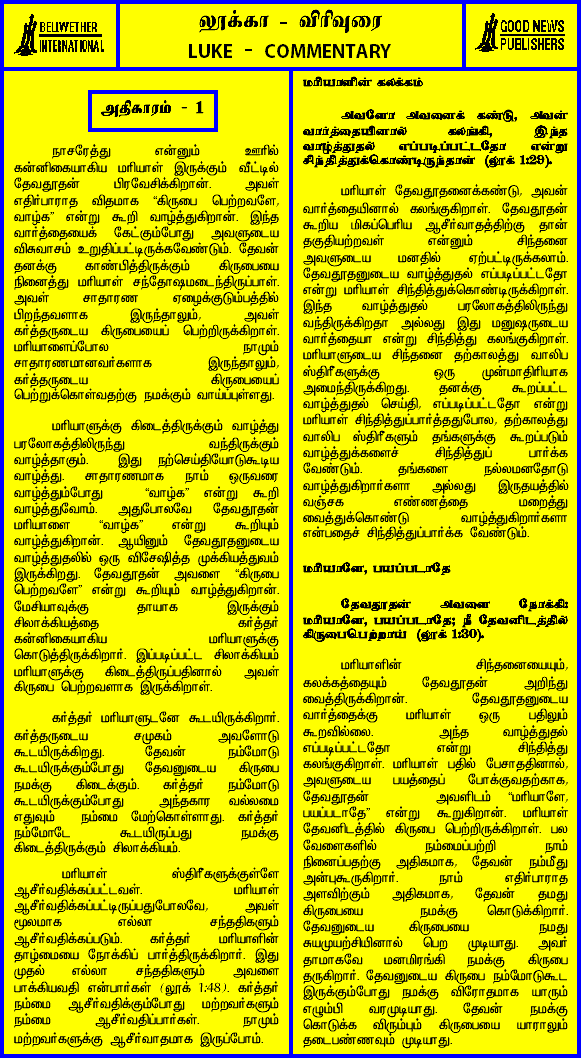 BELLWETHER
INTERNATIONAL
லூக்கா - விரிவுரை
LUKE - COMMENTARY
GOOD NEWS
PUBLISHERS
அதிகாரம் - 1
நாசரேத்து என்னும் ஊரில்
கன்னிகையாகிய மரியாள் இருக்கும் வீட்டில்
தேவதூதன் பிரவேசிக்கிறான். அவள்
எதிர்பாராத விதமாக "கிருபை பெற்றவளே,
வாழ்க" என்று கூறி வாழ்த்துகிறான். இந்த
வார்த்தையைக் கேட்கும்போது அவளுடைய
விசுவாசம் உறுதிப்பட்டிருக்கவேண்டும். தேவன்
தனக்கு காண்பித்திருக்கும் கிருபையை
நினைத்து மரியாள் சந்தோஷமடைந்திருப்பாள்.
அவள் சாதாரண ஏழைக்குடும்பத்தில்
பிறந்தவளாக இருந்தாலும், அவள்
கர்த்தருடைய கிருபையைப் பெற்றிருக்கிறாள்.
மரியாளைப்போல நாமும்
சாதாரணமானவர்களாக இருந்தாலும்,
கர்த்தருடைய கிருபையைப்
பெற்றுக்கொள்வதற்கு நமக்கும் வாய்ப்புள்ளது.
மரியாளுக்கு கிடைத்திருக்கும் வாழ்த்து
பரலோகத்திலிருந்து வந்திருக்கும்
வாழ்த்தாகும். இது நற்செய்தியோடுகூடிய
வாழ்த்து. சாதாரணமாக நாம் ஒருவரை
வாழ்த்தும்போது "வாழ்க" என்று கூறி
வாழ்த்துவோம். அதுபோலவே தேவதூதன்
மரியாளை "வாழ்க" என்று கூறியும்
வாழ்த்துகிறான். ஆயினும் தேவதூதனுடைய
வாழ்த்துதலில் ஒரு விசேஷித்த முக்கியத்துவம்
இருக்கிறது. தேவதூதன் அவளை "கிருபை
பெற்றவளே" என்று கூறியும் வாழ்த்துகிறான்.
மேசியாவுக்கு தாயாக இருக்கும்
சிலாக்கியத்தை கர்த்தர்
கன்னிகையாகிய மரியாளுக்கு
கொடுத்திருக்கிறார். இப்படிப்பட்ட சிலாக்கியம்
மரியாளுக்கு கிடைத்திருப்பதினால் அவள்
கிருபை பெற்றவளாக இருக்கிறாள்.
கர்த்தர் மரியாளுடனே கூடயிருக்கிறார்.
கர்த்தருடைய சமுகம் அவளோடு
கூடயிருக்கிறது. தேவன் நம்மோடு
கூடயிருக்கும்போது தேவனுடைய கிருபை
நமக்கு கிடைக்கும். கர்த்தர் நம்மோடு
கூடயிருக்கும்போது அந்தகார வல்லமை
எதுவும் நம்மை மேற்கொள்ளாது. கர்த்தர்
நம்மோடே கூடயிருப்பது நமக்கு
கிடைத்திருக்கும் சிலாக்கியம்.
மரியாள் ஸ்திரீகளுக்குள்ளே
ஆசீர்வதிக்கப்பட்டவள். மரியாள்
ஆசீர்வதிக்கப்பட்டிருப்பதுபோலவே, அவள்
மூலமாக எல்லா சந்ததிகளும்
ஆசீர்வதிக்கப்படும். கர்த்தர் மரியாளின்
தாழ்மையை நோக்கிப் பார்த்திருக்கிறார். இது
முதல் எல்லா சந்ததிகளும் அவளை
பாக்கியவதி என்பார்கள் (லூக் 1:48). கர்த்தர்
நம்மை ஆசீர்வதிக்கும்போது மற்றவர்களும்
நம்மை ஆசீர்வதிப்பார்கள். நாமும்
மற்றவர்களுக்கு ஆசீர்வாதமாக இருப்போம்.
மரியாளின் கலக்கம்
அவளோ அவனைக் கண்டு, அவன்
வார்த்தையினால் கலங்கி, இந்த
வாழ்த்துதல் எப்படிப்பட்டதோ என்று
சிந்தித்துக்கொண்டிருந்தாள் (லூக் 1:29).
மரியாள் தேவதூதனைக்கண்டு, அவன்
வார்த்தையினால் கலங்குகிறாள். தேவதூதன்
கூறிய மிகப்பெரிய ஆசீர்வாதத்திற்கு தான்
தகுதியற்றவள் என்னும் சிந்தனை
அவளுடைய மனதில் ஏற்பட்டிருக்கலாம்.
தேவதூதனுடைய வாழ்த்துதல் எப்படிப்பட்டதோ
என்று மரியாள் சிந்தித்துக்கொண்டிருக்கிறாள்.
இந்த வாழ்த்துதல் பரலோகத்திலிருந்து
வந்திருக்கிறதா அல்லது இது மனுஷருடைய
வார்த்தையா என்று சிந்தித்து கலங்குகிறாள்.
மரியாளுடைய சிந்தனை தற்காலத்து வாலிப
ஸ்திரீகளுக்கு ஒரு முன்மாதிரியாக
அமைந்திருக்கிறது. தனக்கு கூறப்பட்ட
வாழ்த்துதல் செய்தி, எப்படிப்பட்டதோ என்று
மரியாள் சிந்தித்துப்பார்த்ததுபோல, தற்காலத்து
வாலிப ஸ்திரீகளும் தங்களுக்கு கூறப்படும்
வாழ்த்துக்களைச் சிந்தித்துப் பார்க்க
வேண்டும். தங்களை நல்லமனதோடு
வாழ்த்துகிறார்களா அல்லது இருதயத்தில்
வஞ்சக எண்ணத்தை மறைத்து
வைத்துக்கொண்டு வாழ்த்துகிறார்களா
என்பதைச் சிந்தித்துப்பார்க்க வேண்டும்.
மரியாளே, பயப்படாதே
தேவதூதன் அவளை நோக்கி:
மரியாளே, பயப்படாதே; நீ தேவனிடத்தில்
கிருபைபெற்றாய் (லூக் 1:30).
மரியாளின் சிந்தனையையும்,
கலக்கத்தையும் தேவதூதன் அறிந்து
வைத்திருக்கிறான். தேவதூதனுடைய
வார்த்தைக்கு மரியாள் ஒரு பதிலும்
கூறவில்லை. அந்த வாழ்த்துதல்
எப்படிப்பட்டதோ என்று சிந்தித்து
கலங்குகிறாள். மரியாள் பதில் பேசாததினால்,
அவளுடைய பயத்தைப் போக்குவதற்காக,
தேவதூதன் அவளிடம் "மரியாளே,
பயப்படாதே" என்று கூறுகிறான். மரியாள்
தேவனிடத்தில் கிருபை பெற்றிருக்கிறாள். பல
வேளைகளில் நம்மைப்பற்றி நாம்
நினைப்பதற்கு அதிகமாக, தேவன் நம்மீது
அன்புகூருகிறார். நாம் எதிர்பாராத
அளவிற்கும் அதிகமாக, தேவன் தமது
கிருபையை நமக்கு கொடுக்கிறார்.
தேவனுடைய கிருபையை நமது
சுயமுயற்சியினால் பெற முடியாது. அவர்
தாமாகவே மனமிரங்கி நமக்கு கிருபை
தருகிறார். தேவனுடைய கிருபை நம்மோடுகூட
இருக்கும்போது நமக்கு விரோதமாக யாரும்
எழும்பி வரமுடியாது. தேவன் நமக்கு
கொடுக்க விரும்பும் கிருபையை யாராலும்
தடைபண்ணவும் முடியாது.